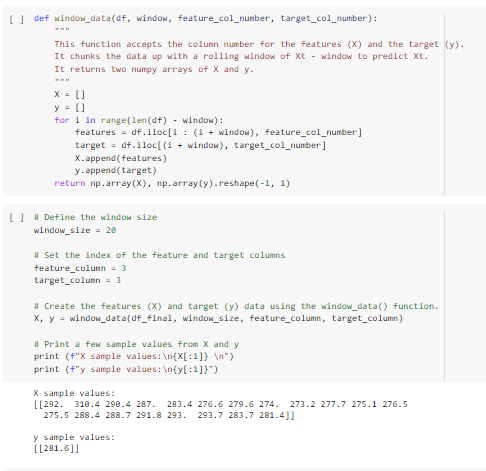 [ ] def window_data(df, window, feature_col_number, target_col_number):
"""
This function accepts the column number for the features (X) and the target (y).
It chunks the data up with a rolling window of Xt - window to predict Xt.
It returns two numpy arrays of X and y.
"""
X = []
y = []
for i in range(len(df) - window):
features = df.iloc[i : (i + window), feature_col_number]
target = df.iloc[(i + window), target_col_number]
X.append(features)
y.append(target)
return np.array(X), np.array(y).reshape(-1, 1)
[ ] # Define the window size
window_size = 20
# Set the index of the feature and target columns
feature_column = 3
target_column = 3
# Create the features (X) and target (y) data using the window_data() function.
X, y = window_data(df_final, window_size, feature_column, target_column)
# Print a few sample values from X and y
print (f"X sample values:\n{X[:1]} \n")
print (f"y sample values:\n{y[:1]}")
X sample values:
[[292. 310.4 290.4 287. 283.4 276.6 279.6 274. 273.2 277.7 275.1 276.5
275.5 288.4 288.7 291.8 293. 293.7 283.7 281.4]]
y sample values:
[[281.6]]